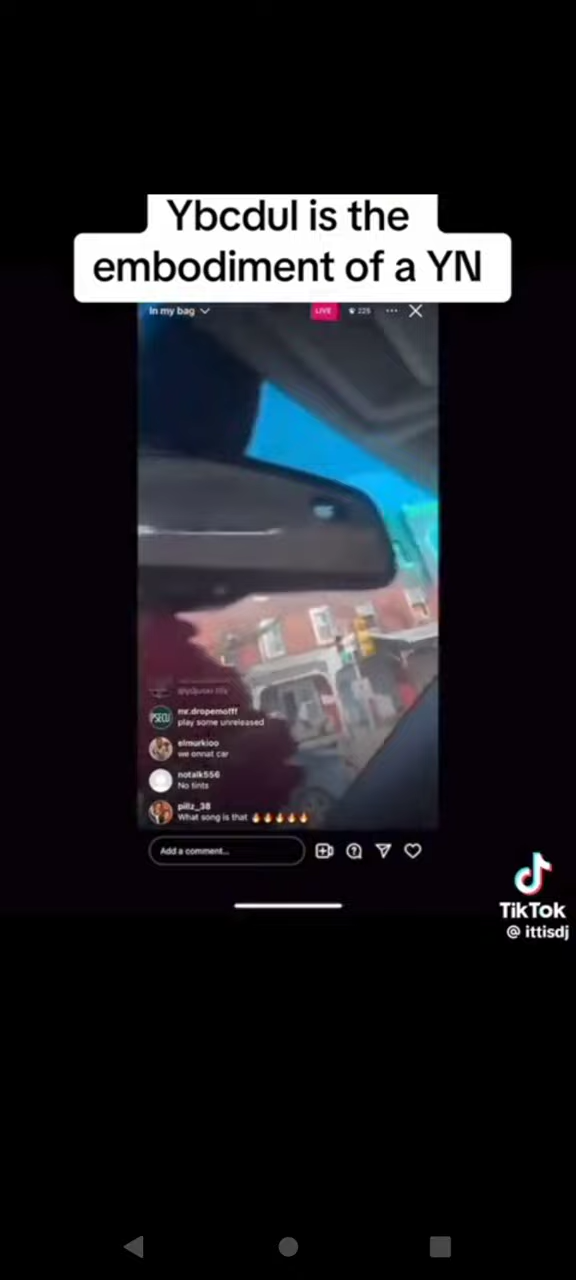 Ybcdul is the
embodiment of a YN
In my bag
LIVE
225
mr.dropemofff
play some unreleased
elmurkioo
we onnat car
notalk556
No tints
pillz_38
What song is that 🔥🔥🔥🔥🔥
Add a comment...
TikTok
@ ittisdj